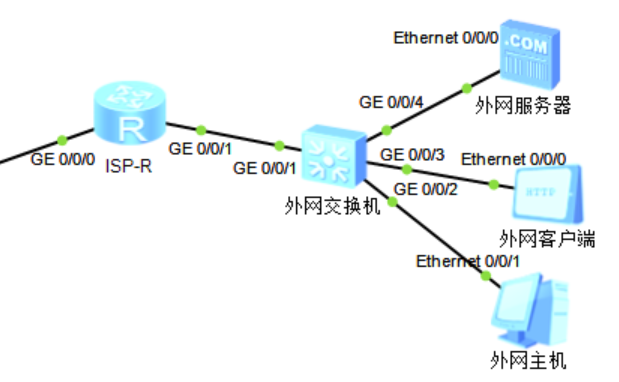 Ethernet 0/0/0
.COM
外网服务器
GE 0/0/4
R
GE 0/0/0
ISP-R
GE 0/0/1
GE 0/0/1
外网交换机
GE 0/0/3
GE 0/0/2
Ethernet 0/0/0
HTTP
外网客户端
Ethernet 0/0/1
外网主机